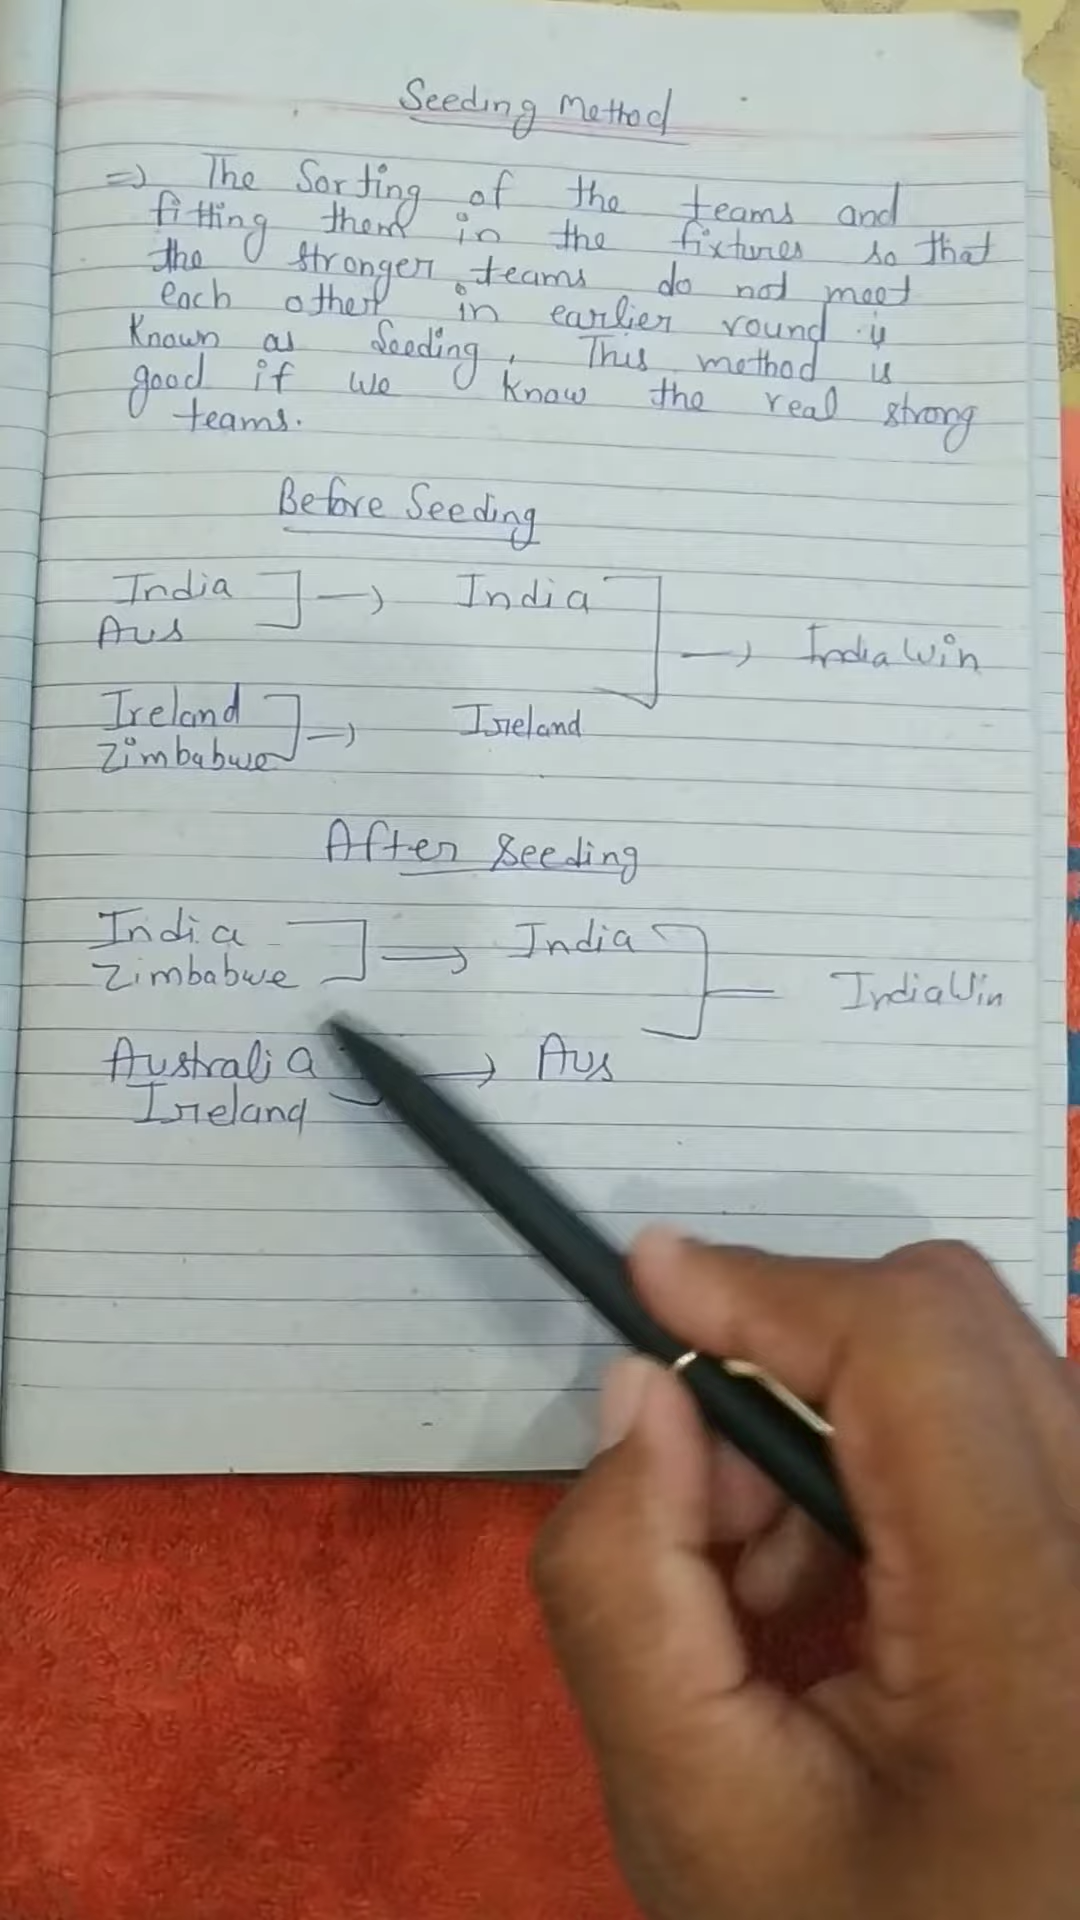 Seeding Method
=> The Sorting of the teams and
fitting them in the fixtures so that
the stronger teams do not meet
each other in earlier round is
known as Seeding. This method is
good if we know the real strong
teams.
Before Seeding
India → India
Aus
→ India Win
Ireland → Ireland
Zimbabwe
After Seeding
India → India
Zimbabwe
India Win
Australia → Aus
Ireland